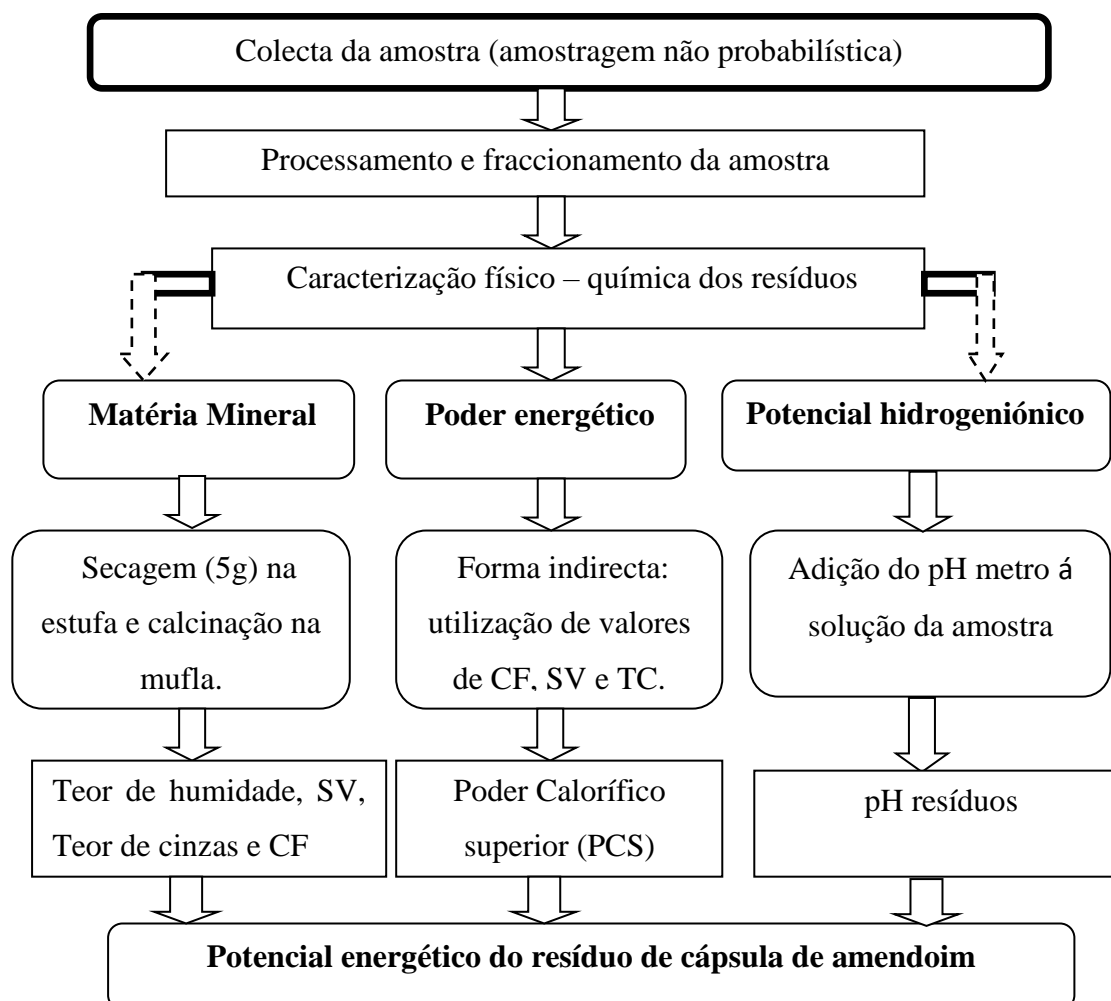 Colecta da amostra (amostragem não probabilística)
Processamento e fraccionamento da amostra
Caracterização físico – química dos resíduos
Matéria Mineral
Poder energético
Potencial hidrogeniónico
Secagem (5g) na
estufa e calcinação na
mufla.
Forma indirecta:
utilização de valores
de CF, SV e TC.
Adição do pH metro á
solução da amostra
Teor de humidade, SV,
Teor de cinzas e CF
Poder Calorífico
superior (PCS)
pH resíduos
Potencial energético do resíduo de cápsula de amendoim